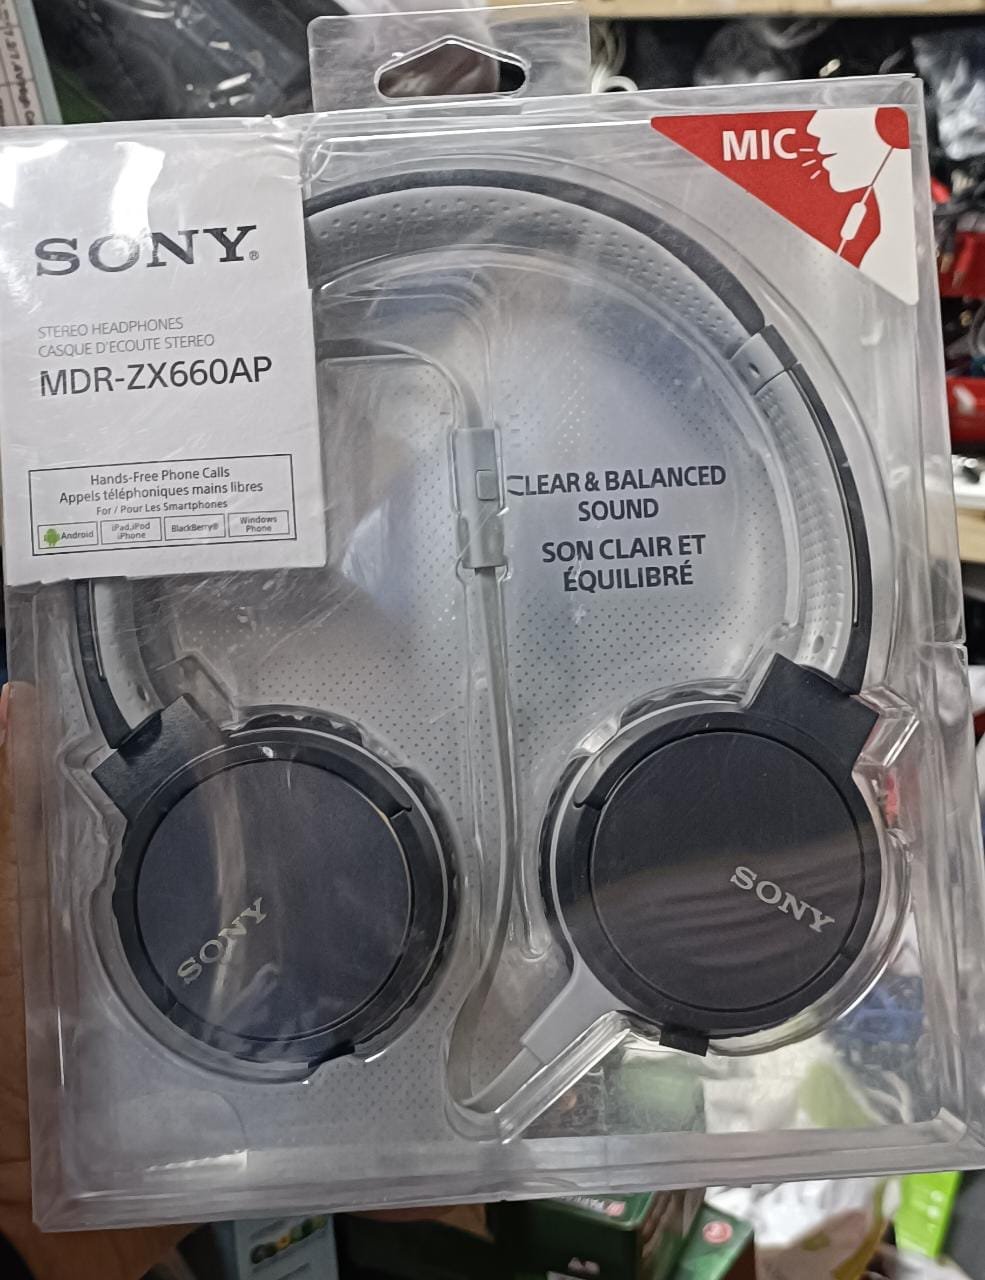 MIC
SONY®
STEREO HEADPHONES
CASQUE D'ECOUTE STEREO
MDR-ZX660AP
Hands-Free Phone Calls
Appels téléphoniques mains libres
For / Pour Les Smartphones
Android
iPad,iPod
iPhone
BlackBerry®
Windows
Phone
CLEAR & BALANCED
SOUND
SON CLAIR ET
ÉQUILIBRÉ
SONY
SONY